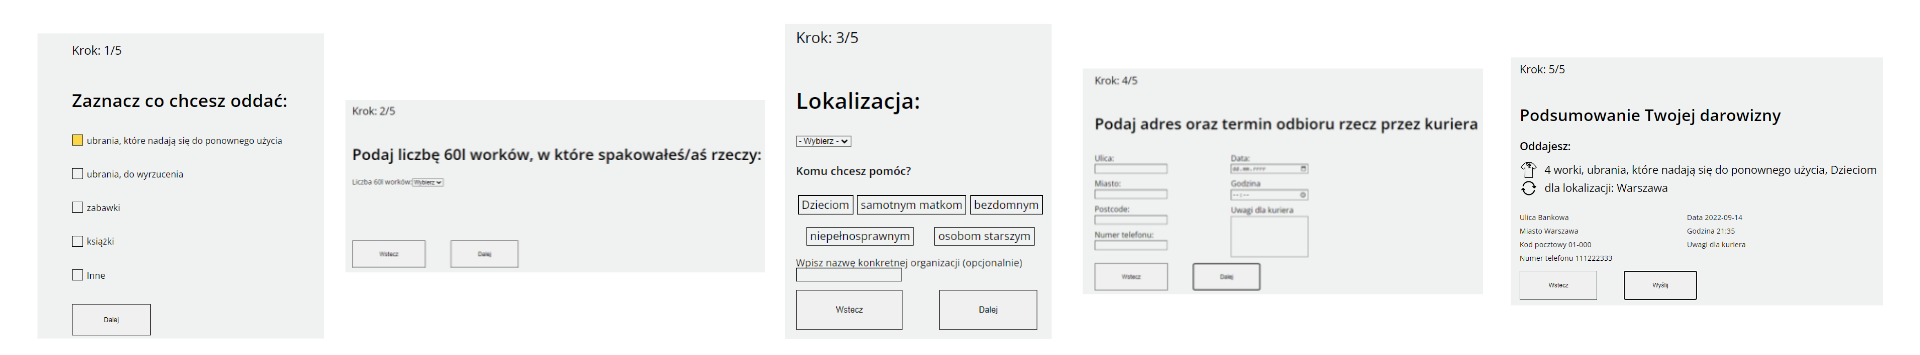 Krok: 1/5
Zaznacz co chcesz oddać:
ubrania, które nadają się do ponownego użycia
ubrania, do wyrzucenia
zabawki
książki
Inne
Dalej
Krok: 2/5
Podaj liczbę 60l worków, w które spakowałeś/aś rzeczy:
Liczba 60l worków: Wybierz
Wstecz Dalej
Krok: 3/5
Lokalizacja:
- Wybierz -
Komu chcesz pomóc?
Dzieciom samotnym matkom bezdomnym
niepełnosprawnym osobom starszym
Wpisz nazwę konkretnej organizacji (opcjonalnie)
Wstecz Dalej
Krok: 4/5
Podaj adres oraz termin odbioru rzecz przez kuriera
Ulica: Data:
dd.mm.rrrr
Miasto: Godzina
--:--
Postcode: Uwagi dla kuriera
Numer telefonu:
Wstecz Dalej
Krok: 5/5
Podsumowanie Twojej darowizny
Oddajesz:
4 worki, ubrania, które nadają się do ponownego użycia, Dzieciom
dla lokalizacji: Warszawa
Ulica Bankowa Data 2022-09-14
Miasto Warszawa Godzina 21:35
Kod pocztowy 01-000 Uwagi dla kuriera
Numer telefonu 111222333
Wstecz Wyślij